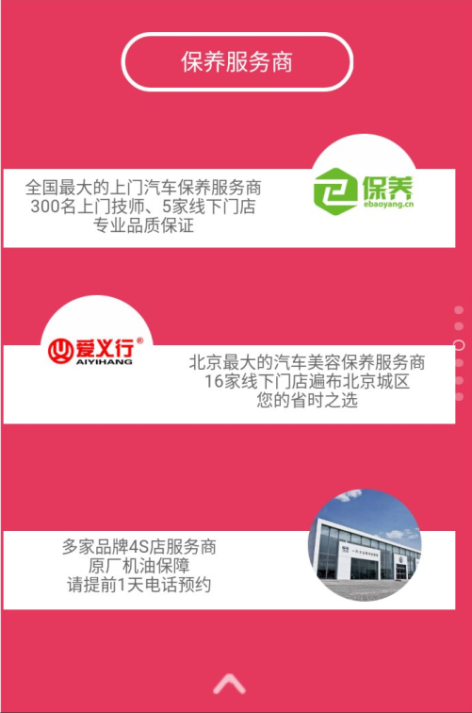 保养服务商
全国最大的上门汽车保养服务商
300名上门技师、5家线下门店
专业品质保证
保养
ebaoyang.cn
爱义行®
AIYIHANG
北京最大的汽车美容保养服务商
16家线下门店遍布北京城区
您的省时之选
多家品牌4S店服务商
原厂机油保障
请提前1天电话预约